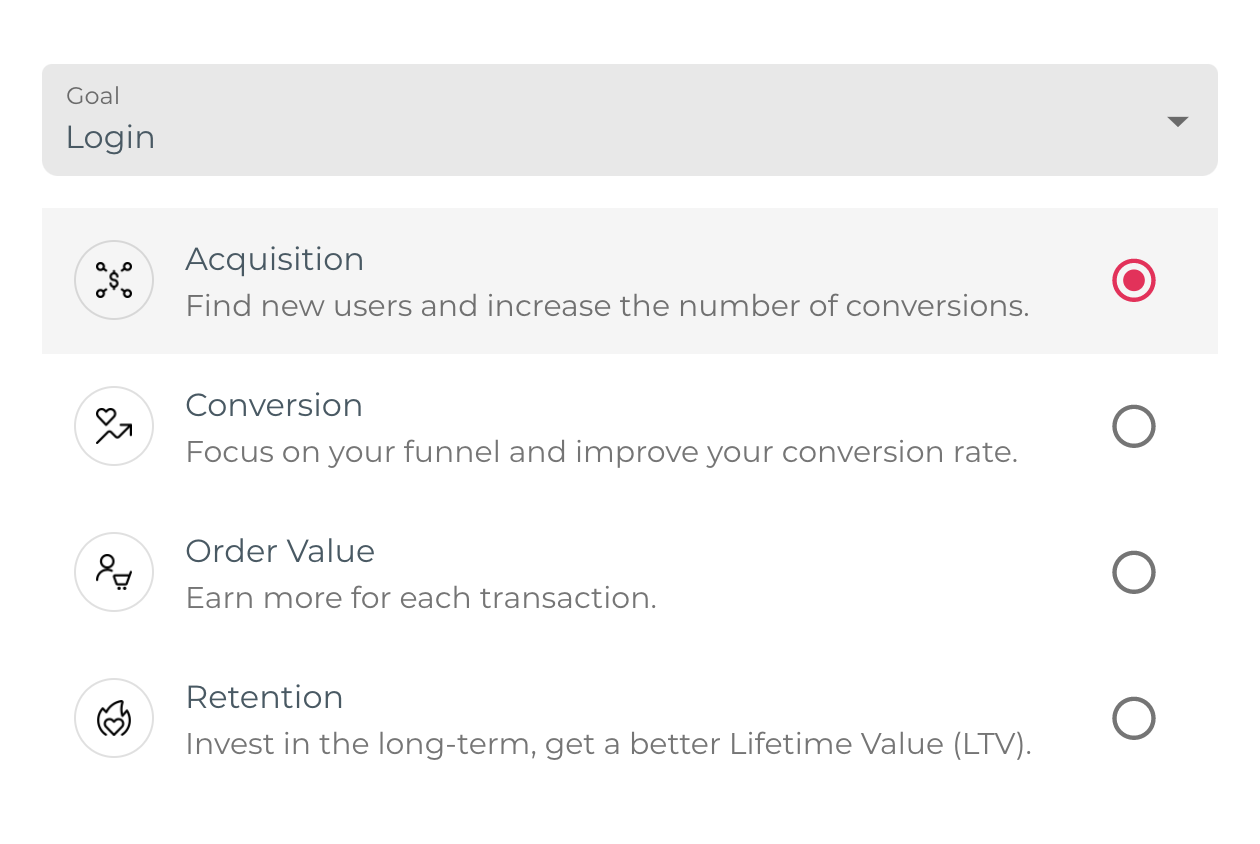 Goal
Login
Acquisition
Find new users and increase the number of conversions.
Conversion
Focus on your funnel and improve your conversion rate.
Order Value
Earn more for each transaction.
Retention
Invest in the long-term, get a better Lifetime Value (LTV).